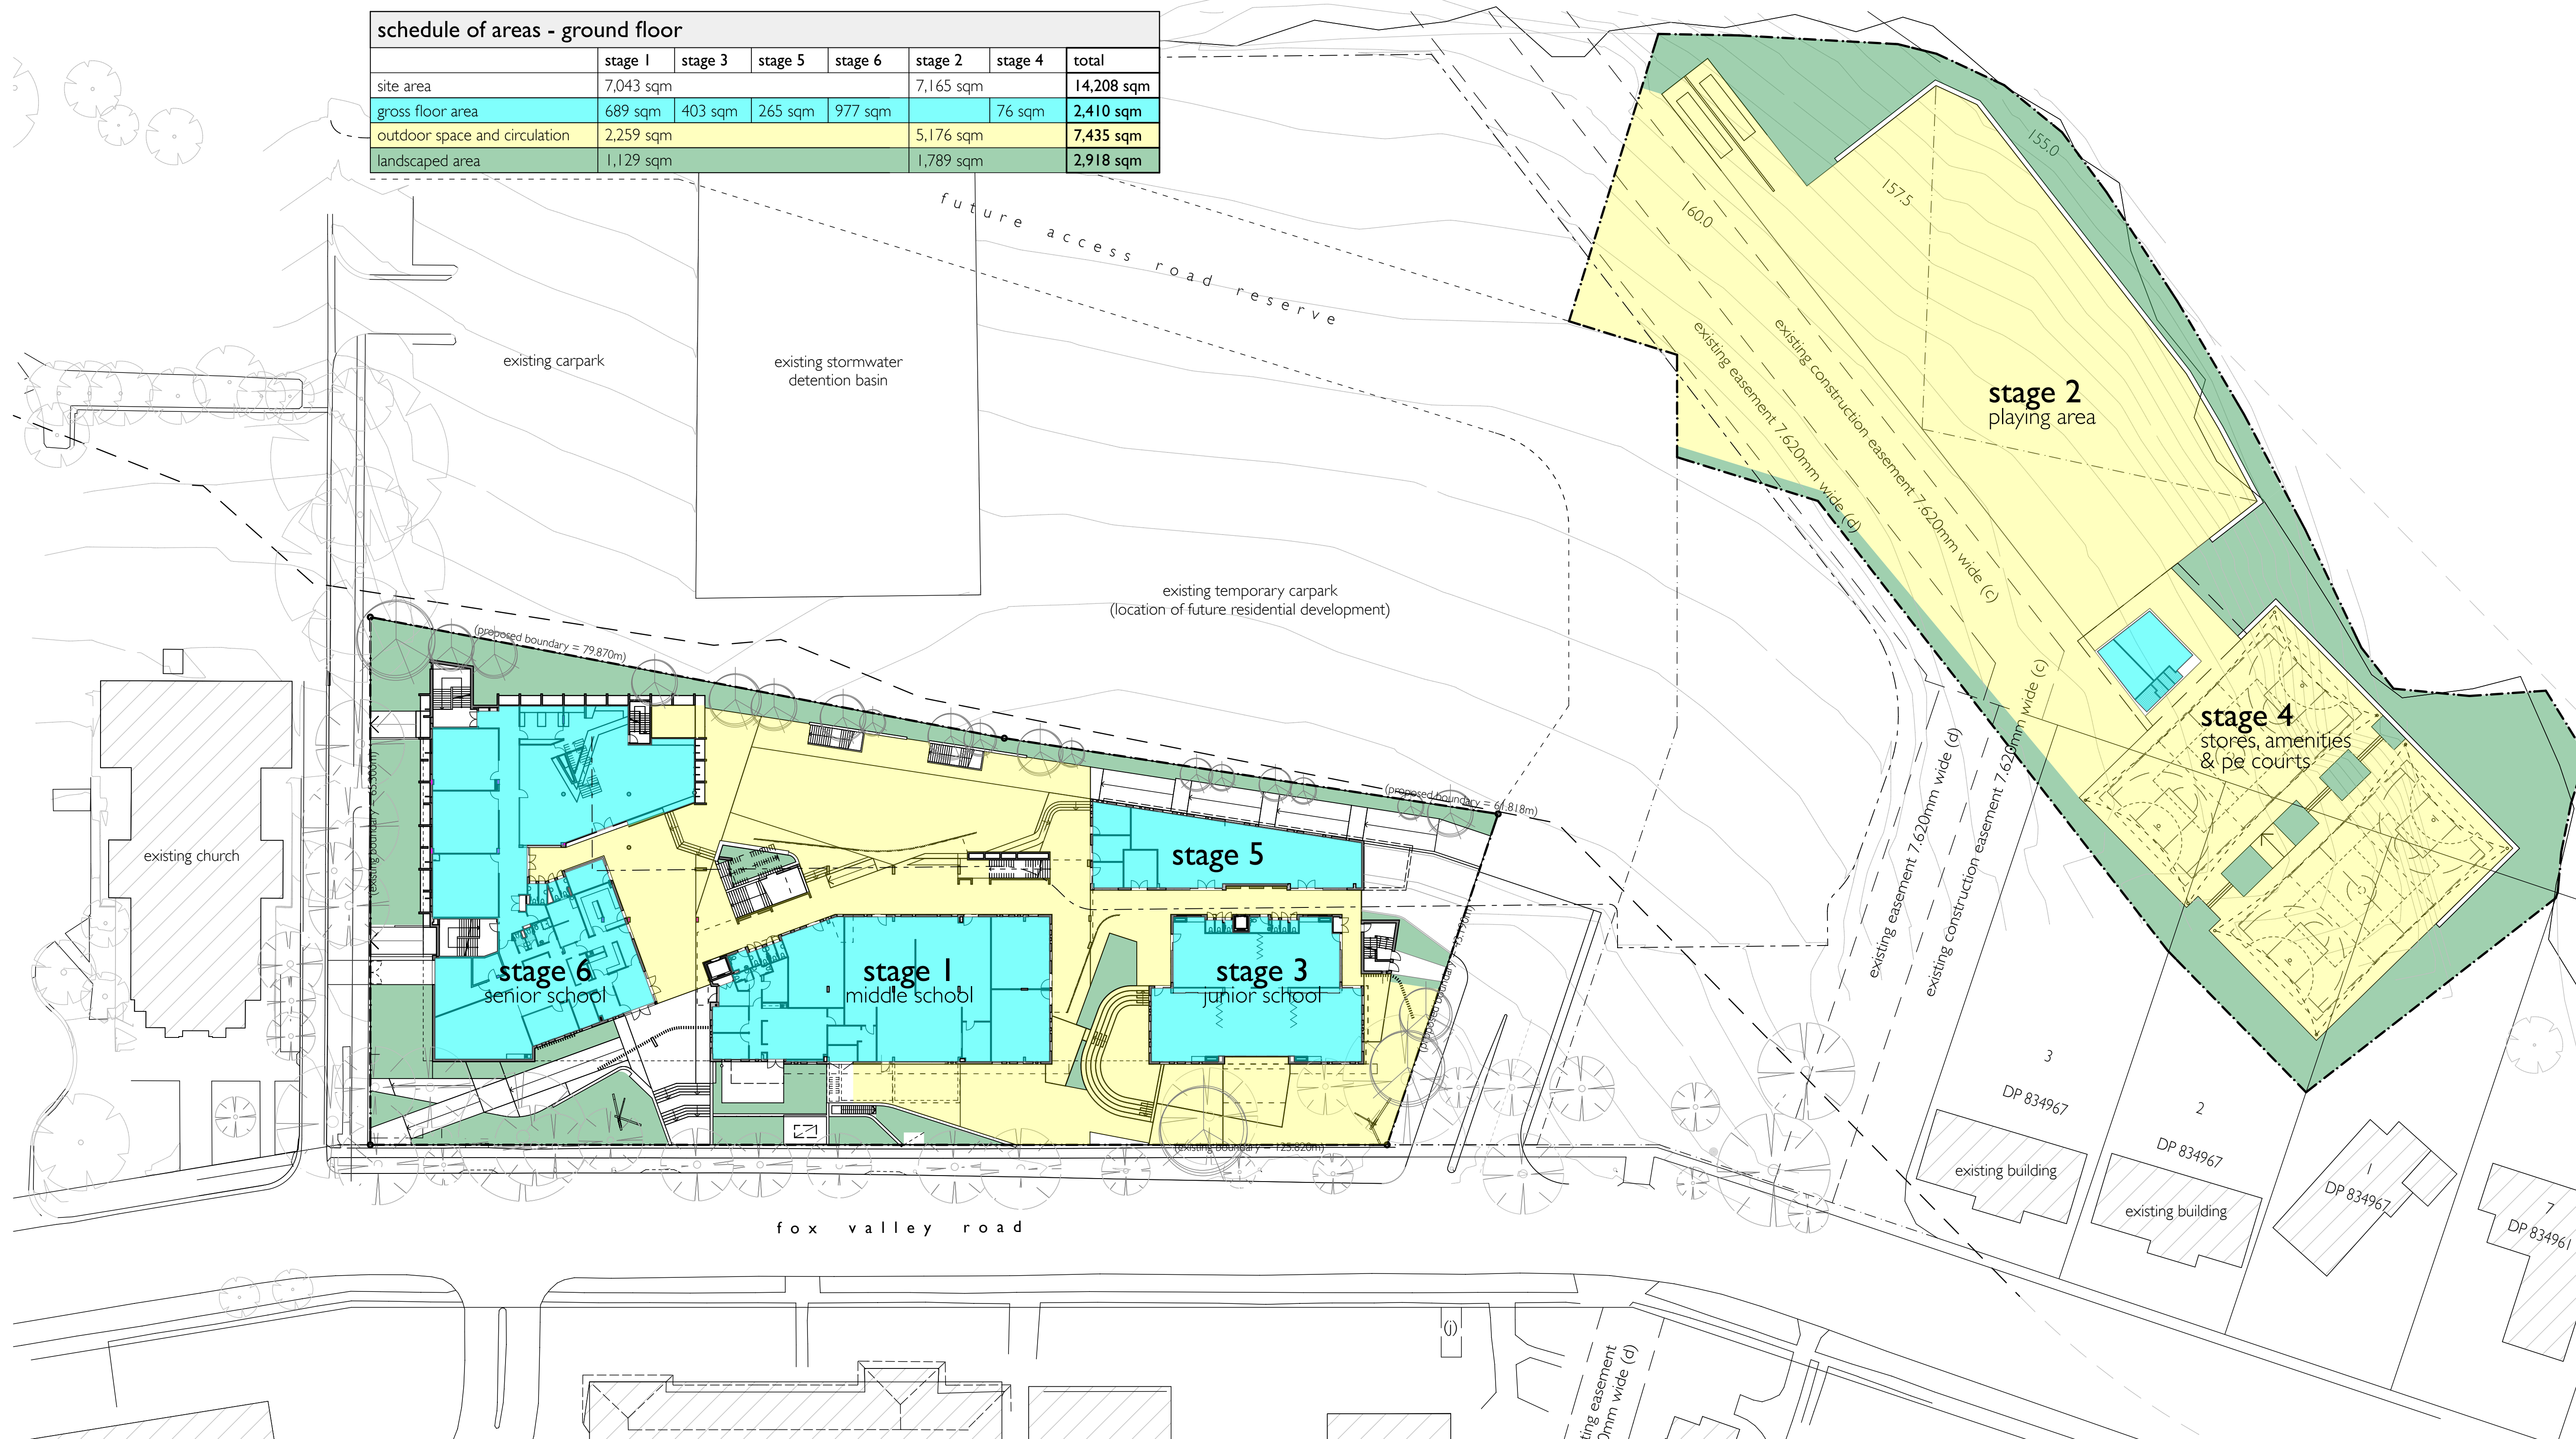 schedule of areas - ground floor
stage 1 stage 3 stage 5 stage 6 stage 2 stage 4 total
site area 7,043 sqm 7,165 sqm 14,208 sqm
gross floor area 689 sqm 403 sqm 265 sqm 977 sqm 76 sqm 2,410 sqm
outdoor space and circulation 2,259 sqm 5,176 sqm 7,435 sqm
landscaped area 1,129 sqm 1,789 sqm 2,918 sqm
155.0
157.5
160.0
future access road reserve
existing carpark
existing stormwater
detention basin
existing easement 7.620mm wide (d)
existing construction easement 7.620mm wide (c)
stage 2
playing area
existing temporary carpark
(location of future residential development)
(proposed boundary = 79.870m)
stage 4
stores, amenities
& pe courts
existing easement 7.620mm wide (d)
existing construction easement 7.620mm wide (c)
(proposed boundary = 61.818m)
existing church
stage 5
stage 6
senior school
stage 1
middle school
stage 3
junior school
(existing boundary = 125.820m)
3
DP 834967
2
DP 834967
1
DP 834967
7
DP 834961
existing building
existing building
fox valley road
(j)